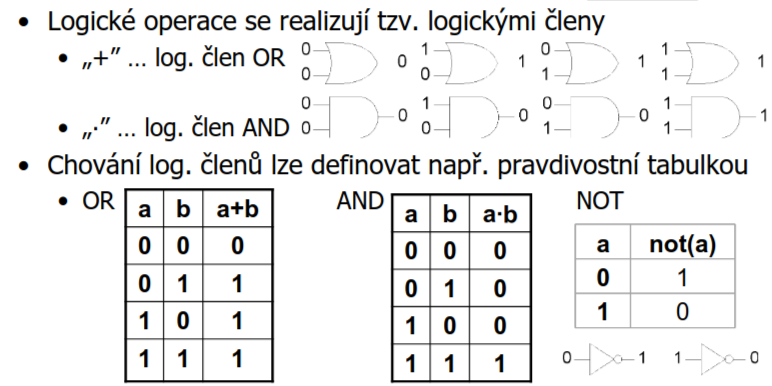 • Logické operace se realizují tzv. logickými členy
• „+” … log. člen OR 0 0 0 1 0 1 0 1 1 1 1 1
• „·” … log. člen AND 0 0 0 1 0 0 0 1 0 1 1 1
• Chování log. členů lze definovat např. pravdivostní tabulkou
• OR
a b a+b
0 0 0
0 1 1
1 0 1
1 1 1
AND
a b a·b
0 0 0
0 1 0
1 0 0
1 1 1
NOT
a not(a)
0 1
1 0
0 1 1 0